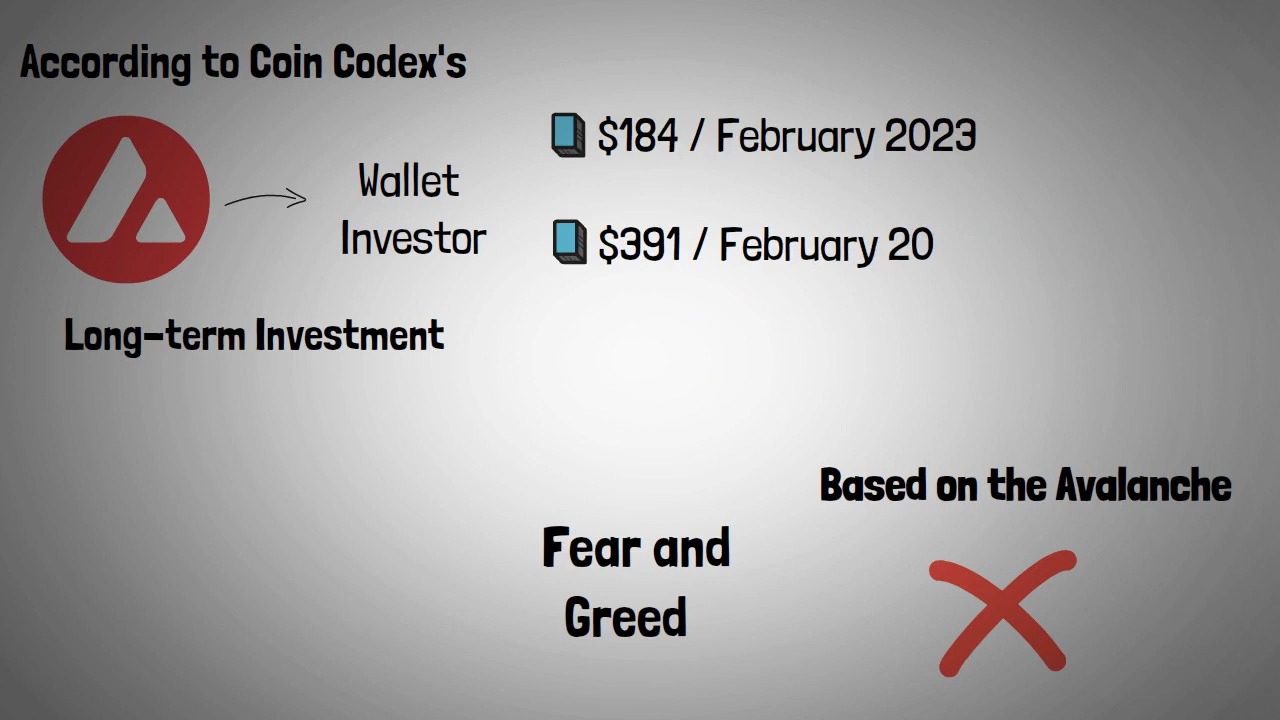 According to Coin Codex's
Wallet
Investor
$184 / February 2023
$391 / February 20
Long-term Investment
Based on the Avalanche
Fear and
Greed